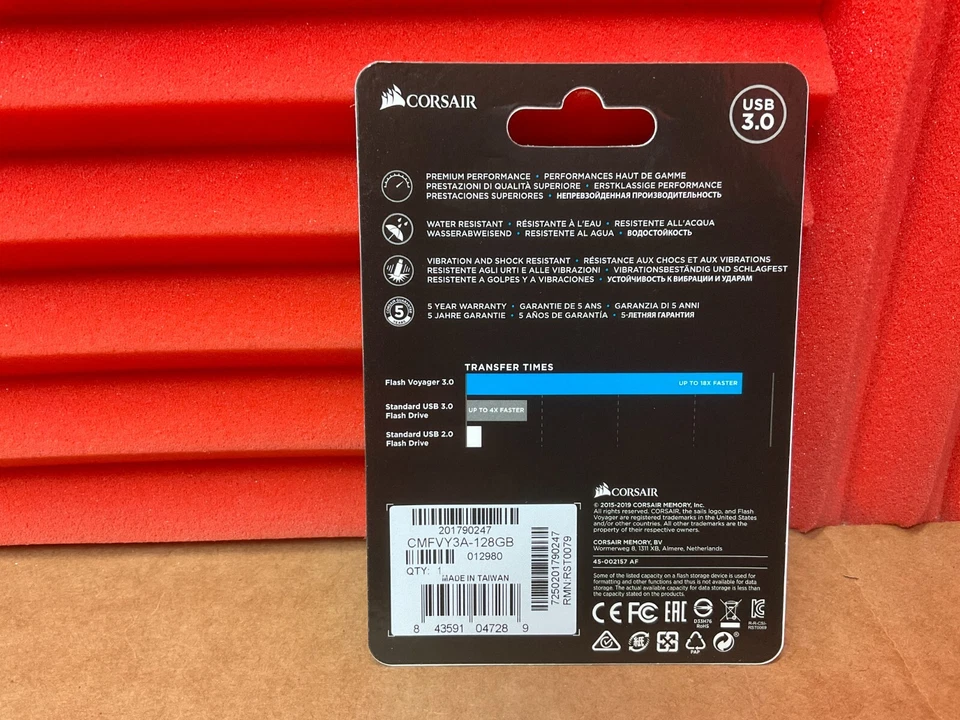 CORSAIR
USB
3.0
PREMIUM PERFORMANCE • PERFORMANCES HAUT DE GAMME
PRESTAZIONI DI QUALITÀ SUPERIORE • ERSTKLASSIGE PERFORMANCE
PRESTACIONES SUPERIORES • НЕПРЕВЗОЙДЕННАЯ ПРОИЗВОДИТЕЛЬНОСТЬ
WATER RESISTANT • RÉSISTANTE À L'EAU • RESISTENTE ALL'ACQUA
WASSERABWEISEND • RESISTENTE AL AGUA • ВОДОСТОЙКОСТЬ
VIBRATION AND SHOCK RESISTANT • RÉSISTANCE AUX CHOCS ET AUX VIBRATIONS
RESISTENTE AGLI URTI E ALLE VIBRAZIONI • VIBRATIONSBESTÄNDIG UND SCHLAGFEST
RESISTENTE A GOLPES Y A VIBRACIONES • УСТОЙЧИВОСТЬ К ВИБРАЦИИ И УДАРАМ
5
5 YEAR WARRANTY • GARANTIE DE 5 ANS • GARANZIA DI 5 ANNI
5 JAHRE GARANTIE • 5 AÑOS DE GARANTÍA • 5-ЛЕТНЯЯ ГАРАНТИЯ
TRANSFER TIMES
Flash Voyager 3.0
UP TO 18X FASTER
Standard USB 3.0
Flash Drive
UP TO 4X FASTER
Standard USB 2.0
Flash Drive
201790247
CMFVY3A-128GB
012980
QTY: 1
MADE IN TAIWAN
8 43591 04728 9
7250201790247
RMN:RST0079
CORSAIR
© 2015-2019 CORSAIR MEMORY, Inc.
All rights reserved. CORSAIR, the sails logo, and Flash
Voyager are registered trademarks in the United States
and/or other countries. All other trademarks are the
property of their respective owners.
CORSAIR MEMORY, BV
Wormerweg 8, 1311 XB, Almere, Netherlands
45-002157 AF
Some of the listed capacity on a flash storage device is used for
formatting and other functions and thus is not available for data
storage. The actual available capacity for data storage is less than
the capacity stated on the products.
CE FC EAC
D33H76
RoHS
R-R-CSI-
RST0069
紙
PAP